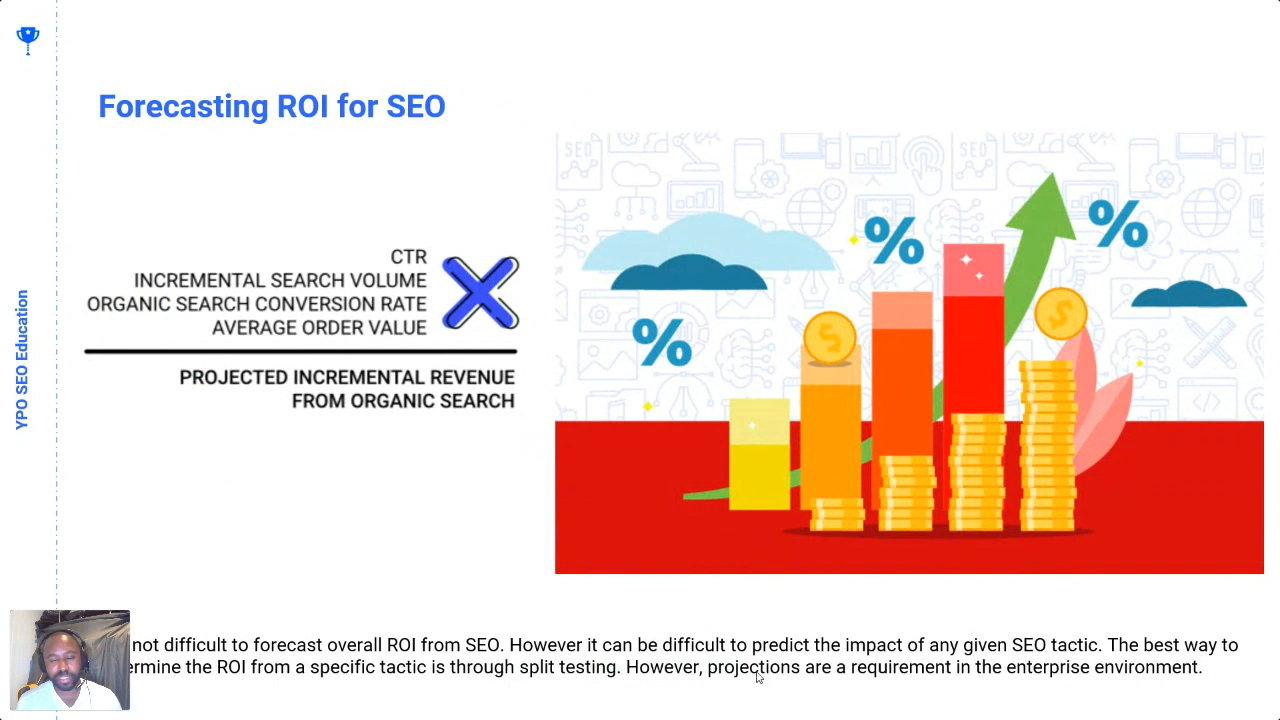 Forecasting ROI for SEO
SEO
SEO
%
%
%
CTR
INCREMENTAL SEARCH VOLUME
ORGANIC SEARCH CONVERSION RATE
AVERAGE ORDER VALUE
PROJECTED INCREMENTAL REVENUE
FROM ORGANIC SEARCH
YPO SEO Education
not difficult to forecast overall ROI from SEO. However it can be difficult to predict the impact of any given SEO tactic. The best way to
the ROI from a specific tactic is through split testing. However, projections are a requirement in the enterprise environment.